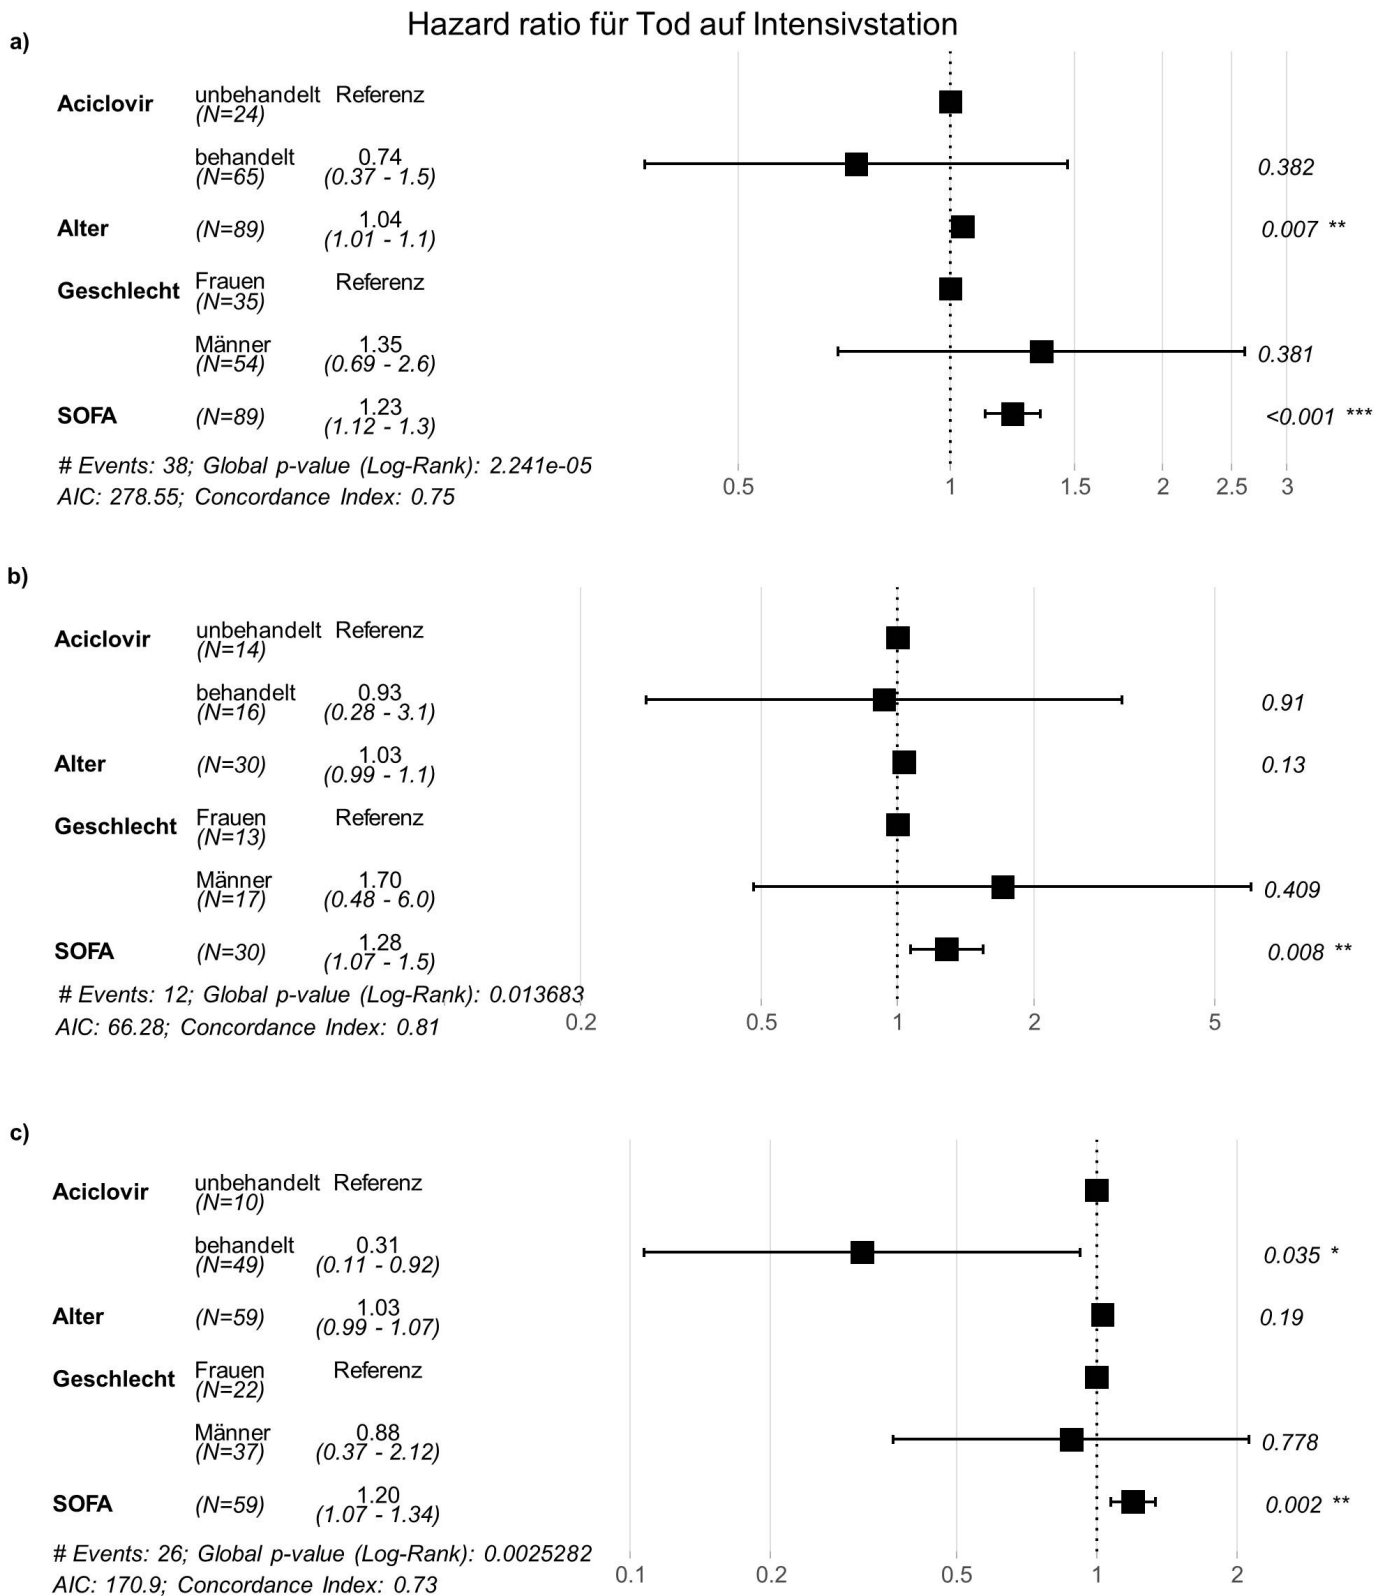 Hazard ratio für Tod auf Intensivstation
a)
Aciclovir unbehandelt Referenz
(N=24)
behandelt 0.74
(N=65) (0.37 - 1.5) 0.382
Alter (N=89) 1.04
(1.01 - 1.1) 0.007 **
Geschlecht Frauen Referenz
(N=35)
Männer 1.35
(N=54) (0.69 - 2.6) 0.381
SOFA (N=89) 1.23
(1.12 - 1.3) <0.001 ***
# Events: 38; Global p-value (Log-Rank): 2.241e-05
AIC: 278.55; Concordance Index: 0.75
0.5 1 1.5 2 2.5 3
b)
Aciclovir unbehandelt Referenz
(N=14)
behandelt 0.93
(N=16) (0.28 - 3.1) 0.91
Alter (N=30) 1.03
(0.99 - 1.1) 0.13
Geschlecht Frauen Referenz
(N=13)
Männer 1.70
(N=17) (0.48 - 6.0) 0.409
SOFA (N=30) 1.28
(1.07 - 1.5) 0.008 **
# Events: 12; Global p-value (Log-Rank): 0.013683
AIC: 66.28; Concordance Index: 0.81
0.2 0.5 1 2 5
c)
Aciclovir unbehandelt Referenz
(N=10)
behandelt 0.31
(N=49) (0.11 - 0.92) 0.035 *
Alter (N=59) 1.03
(0.99 - 1.07) 0.19
Geschlecht Frauen Referenz
(N=22)
Männer 0.88
(N=37) (0.37 - 2.12) 0.778
SOFA (N=59) 1.20
(1.07 - 1.34) 0.002 **
# Events: 26; Global p-value (Log-Rank): 0.0025282
AIC: 170.9; Concordance Index: 0.73
0.1 0.2 0.5 1 2